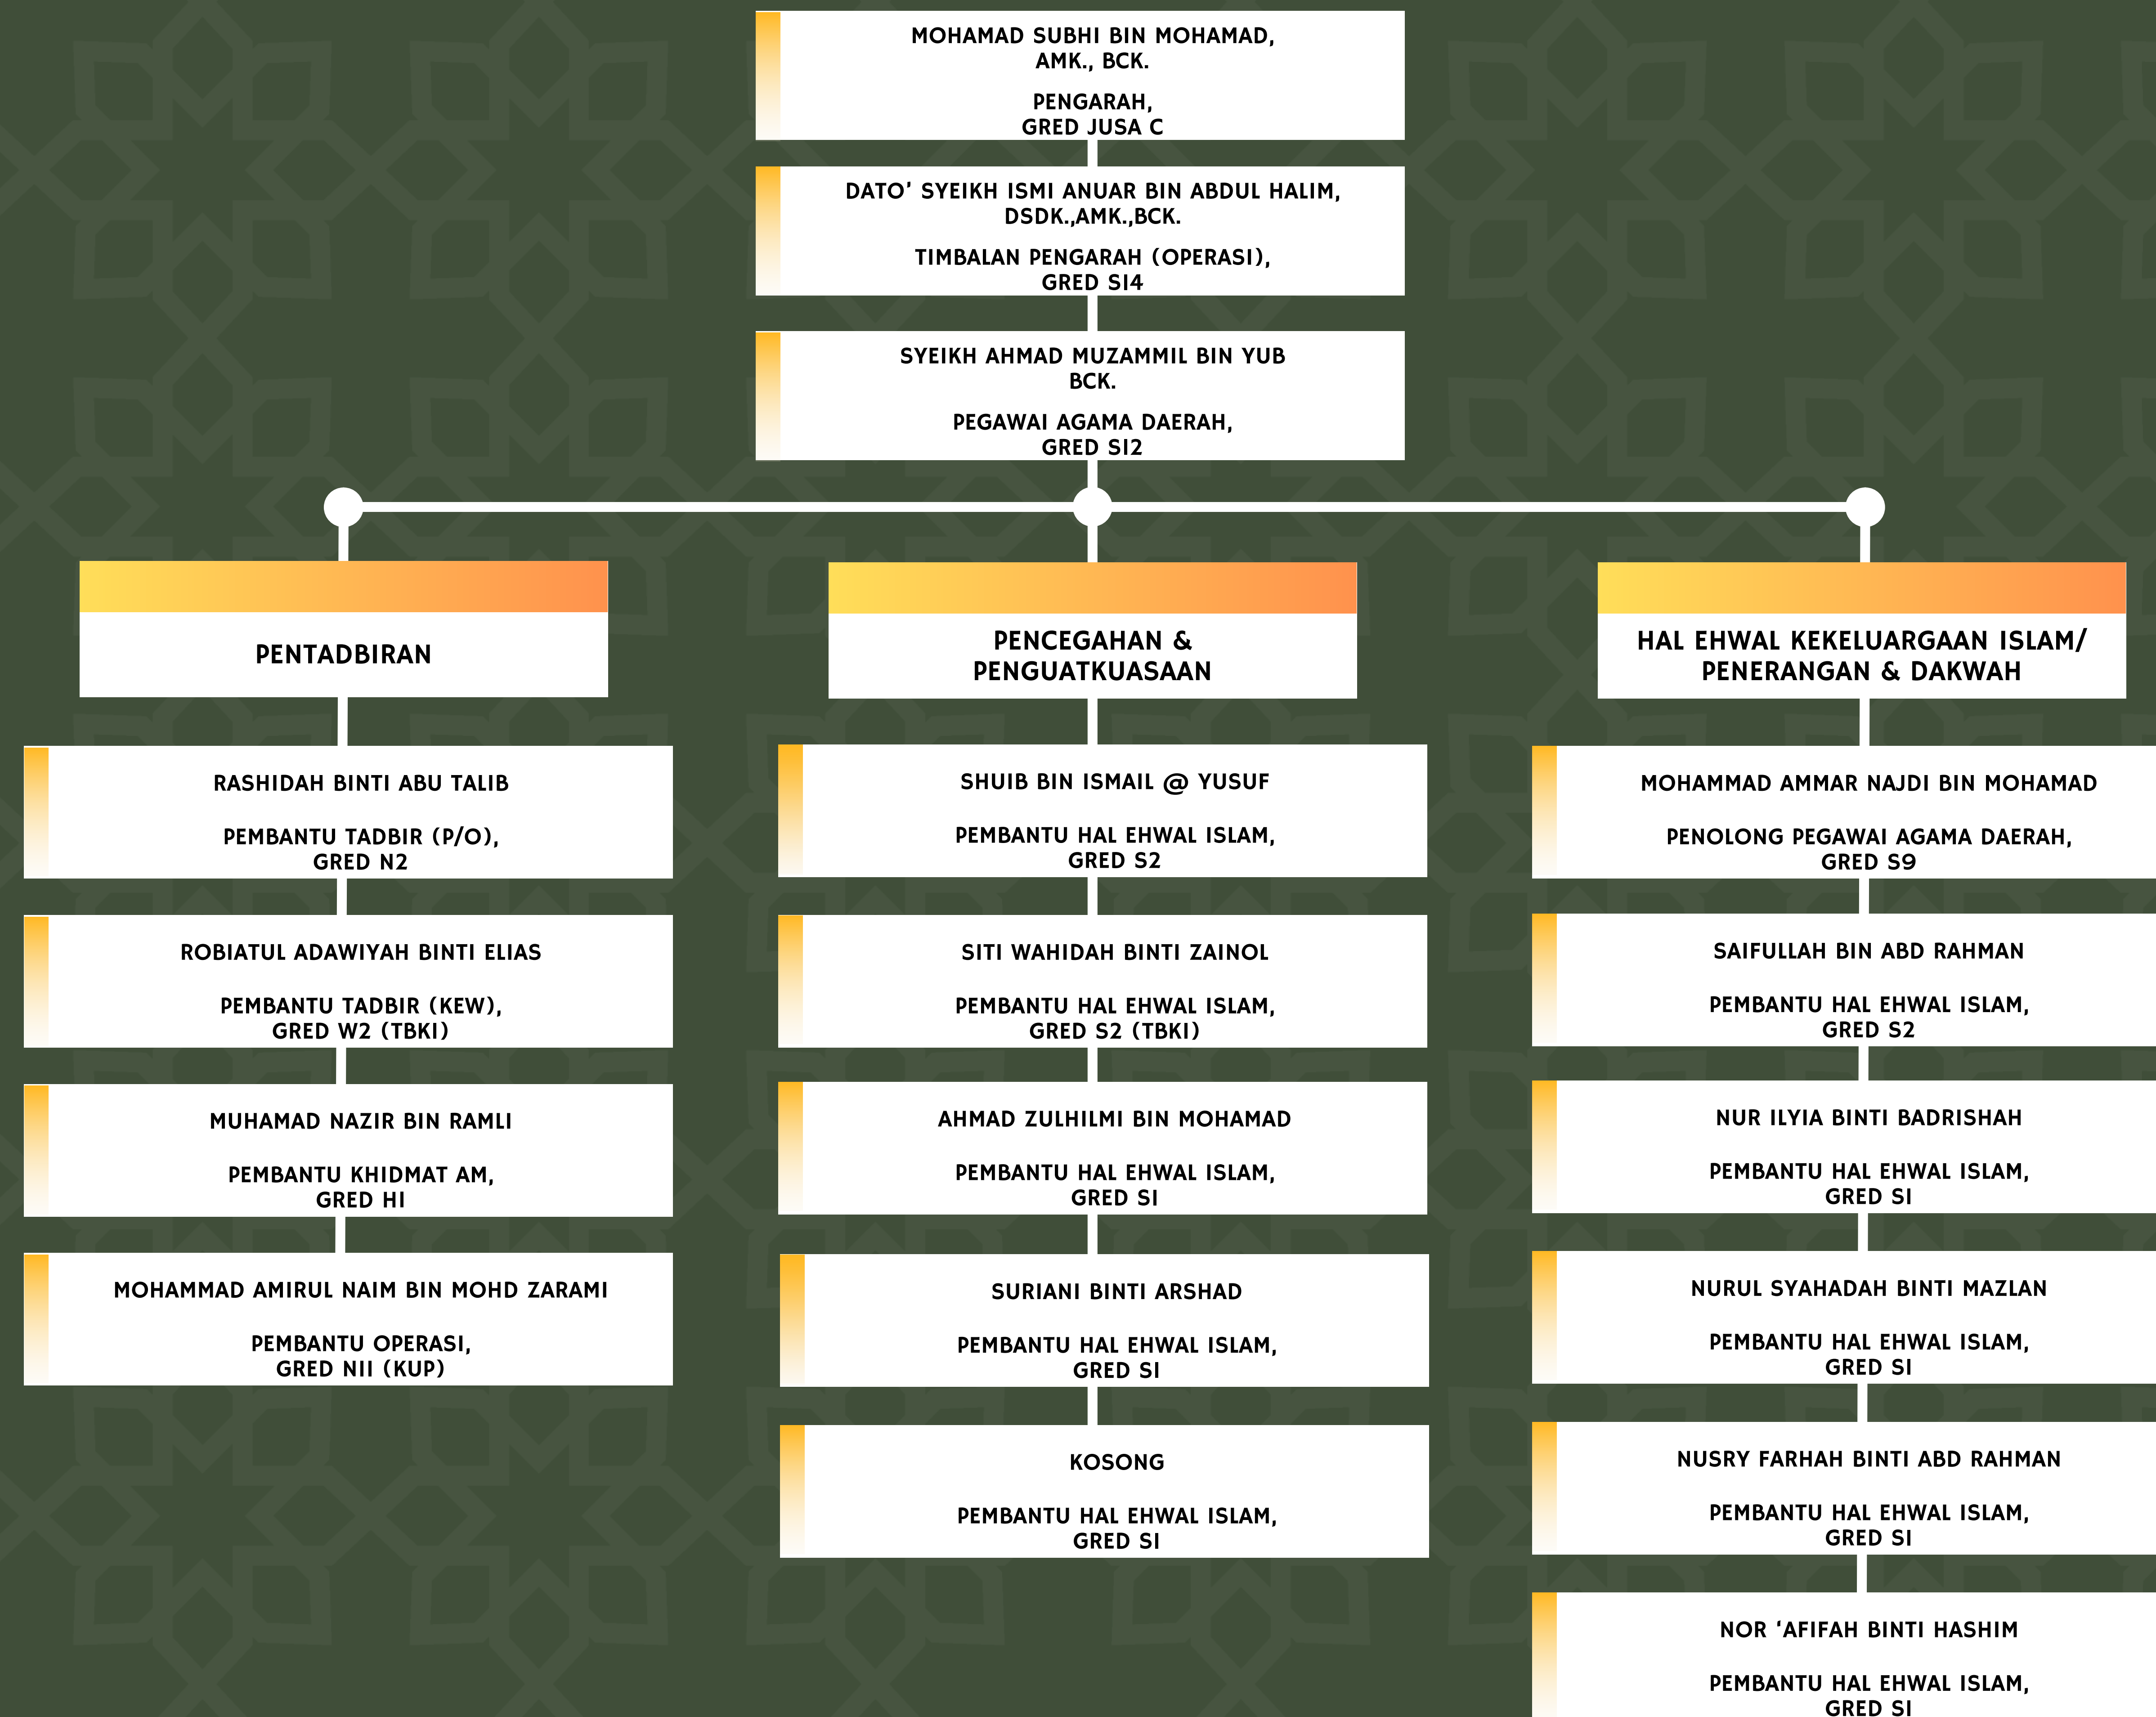 MOHAMAD SUBHI BIN MOHAMAD,
AMK., BCK.
PENGARAH,
GRED JUSA C
DATO' SYEIKH ISMI ANUAR BIN ABDUL HALIM,
DSDK.,AMK.,BCK.
TIMBALAN PENGARAH (OPERASI),
GRED S14
SYEIKH AHMAD MUZAMMIL BIN YUB
BCK.
PEGAWAI AGAMA DAERAH,
GRED S12
PENTADBIRAN
RASHIDAH BINTI ABU TALIB
PEMBANTU TADBIR (P/O),
GRED N2
ROBIATUL ADAWIYAH BINTI ELIAS
PEMBANTU TADBIR (KEW),
GRED W2 (TBK1)
MUHAMAD NAZIR BIN RAMLI
PEMBANTU KHIDMAT AM,
GRED H1
MOHAMMAD AMIRUL NAIM BIN MOHD ZARAMI
PEMBANTU OPERASI,
GRED N11 (KUP)
PENCEGAHAN &
PENGUATKUASAAN
SHUIB BIN ISMAIL @ YUSUF
PEMBANTU HAL EHWAL ISLAM,
GRED S2
SITI WAHIDAH BINTI ZAINOL
PEMBANTU HAL EHWAL ISLAM,
GRED S2 (TBK1)
AHMAD ZULHILMI BIN MOHAMAD
PEMBANTU HAL EHWAL ISLAM,
GRED S1
SURIANI BINTI ARSHAD
PEMBANTU HAL EHWAL ISLAM,
GRED S1
KOSONG
PEMBANTU HAL EHWAL ISLAM,
GRED S1
HAL EHWAL KEKELUARGAAN ISLAM/
PENERANGAN & DAKWAH
MOHAMMAD AMMAR NAJDI BIN MOHAMAD
PENOLONG PEGAWAI AGAMA DAERAH,
GRED S9
SAIFULLAH BIN ABD RAHMAN
PEMBANTU HAL EHWAL ISLAM,
GRED S2
NUR ILYIA BINTI BADRISHAH
PEMBANTU HAL EHWAL ISLAM,
GRED S1
NURUL SYAHADAH BINTI MAZLAN
PEMBANTU HAL EHWAL ISLAM,
GRED S1
NUSRY FARHAH BINTI ABD RAHMAN
PEMBANTU HAL EHWAL ISLAM,
GRED S1
NOR 'AFIFAH BINTI HASHIM
PEMBANTU HAL EHWAL ISLAM,
GRED S1